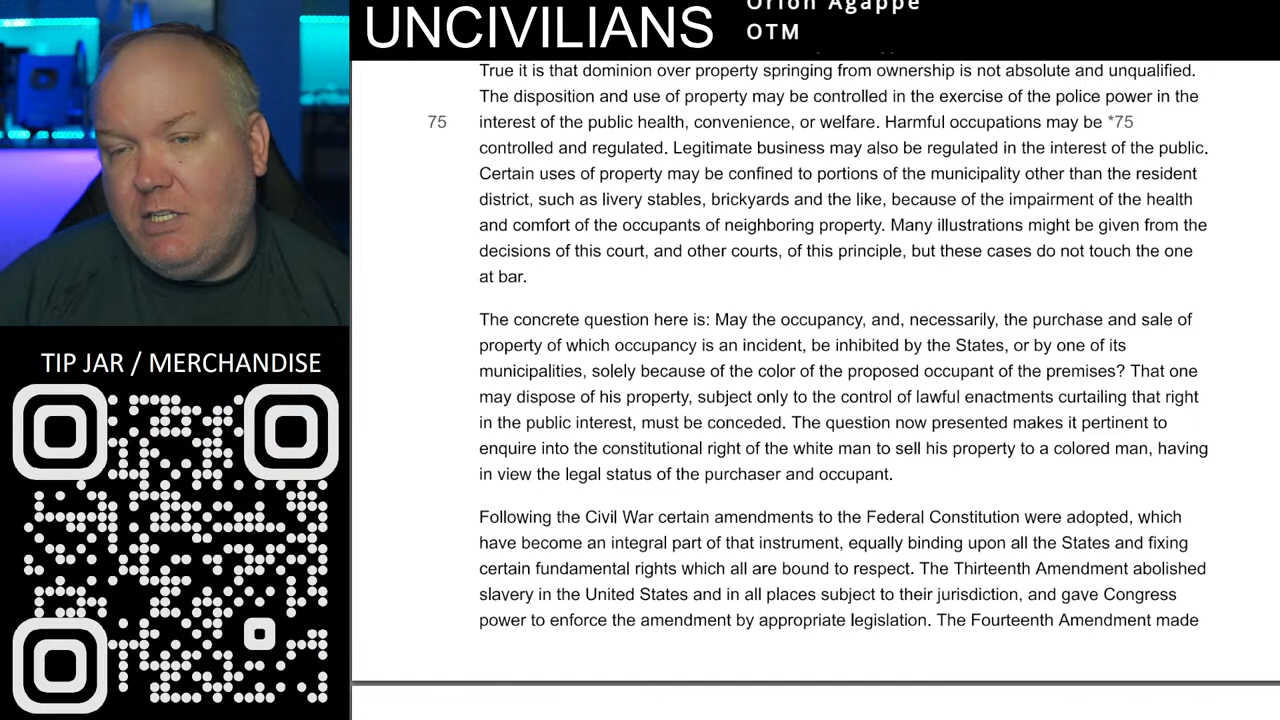 UNCIVILIANS
Orion Agappe
OTM
True it is that dominion over property springing from ownership is not absolute and unqualified.
The disposition and use of property may be controlled in the exercise of the police power in the
75 interest of the public health, convenience, or welfare. Harmful occupations may be *75
controlled and regulated. Legitimate business may also be regulated in the interest of the public.
Certain uses of property may be confined to portions of the municipality other than the resident
district, such as livery stables, brickyards and the like, because of the impairment of the health
and comfort of the occupants of neighboring property. Many illustrations might be given from the
decisions of this court, and other courts, of this principle, but these cases do not touch the one
at bar.
The concrete question here is: May the occupancy, and, necessarily, the purchase and sale of
property of which occupancy is an incident, be inhibited by the States, or by one of its
municipalities, solely because of the color of the proposed occupant of the premises? That one
may dispose of his property, subject only to the control of lawful enactments curtailing that right
in the public interest, must be conceded. The question now presented makes it pertinent to
enquire into the constitutional right of the white man to sell his property to a colored man, having
in view the legal status of the purchaser and occupant.
Following the Civil War certain amendments to the Federal Constitution were adopted, which
have become an integral part of that instrument, equally binding upon all the States and fixing
certain fundamental rights which all are bound to respect. The Thirteenth Amendment abolished
slavery in the United States and in all places subject to their jurisdiction, and gave Congress
power to enforce the amendment by appropriate legislation. The Fourteenth Amendment made
TIP JAR / MERCHANDISE